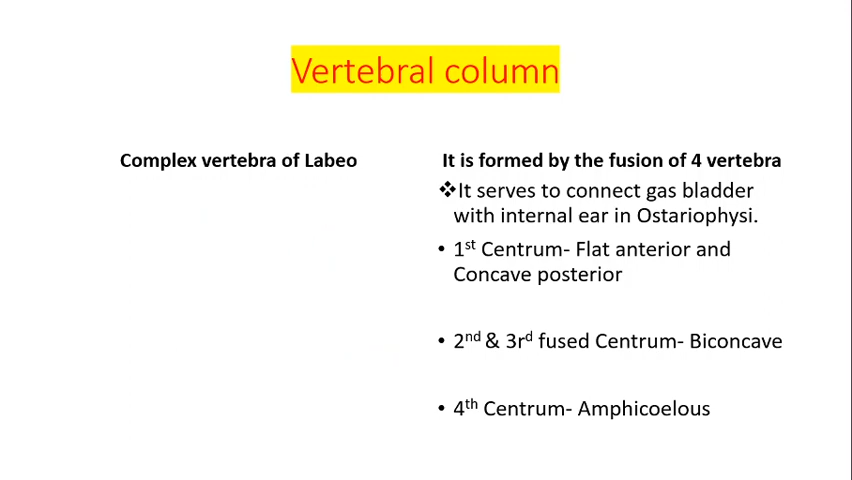 Vertebral column
Complex vertebra of Labeo
It is formed by the fusion of 4 vertebra
❖It serves to connect gas bladder
with internal ear in Ostariophysi.
• 1st Centrum- Flat anterior and
Concave posterior
• 2nd & 3rd fused Centrum- Biconcave
• 4th Centrum- Amphicoelous